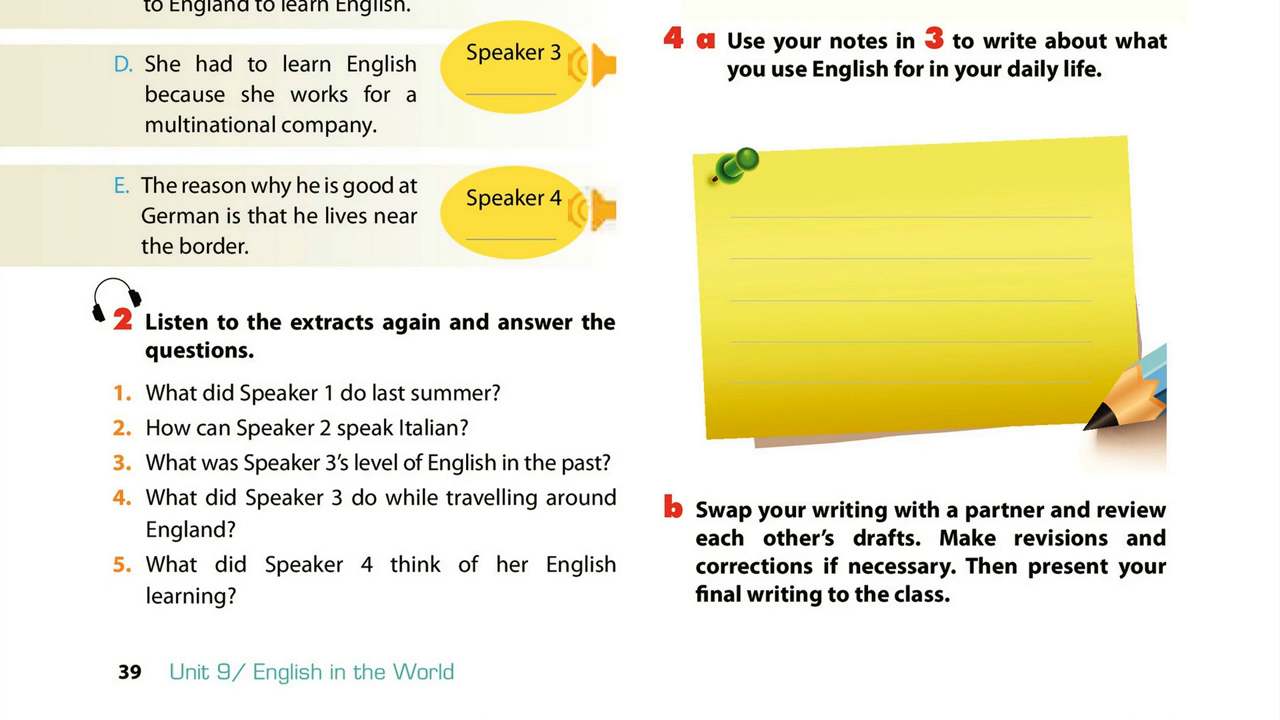 to England to learn English.
D. She had to learn English
because she works for a
multinational company.
Speaker 3
E. The reason why he is good at
German is that he lives near
the border.
Speaker 4
2 Listen to the extracts again and answer the
questions.
1. What did Speaker 1 do last summer?
2. How can Speaker 2 speak Italian?
3. What was Speaker 3’s level of English in the past?
4. What did Speaker 3 do while travelling around
England?
5. What did Speaker 4 think of her English
learning?
39 Unit 9/ English in the World
4 a Use your notes in 3 to write about what
you use English for in your daily life.
b Swap your writing with a partner and review
each other’s drafts. Make revisions and
corrections if necessary. Then present your
final writing to the class.